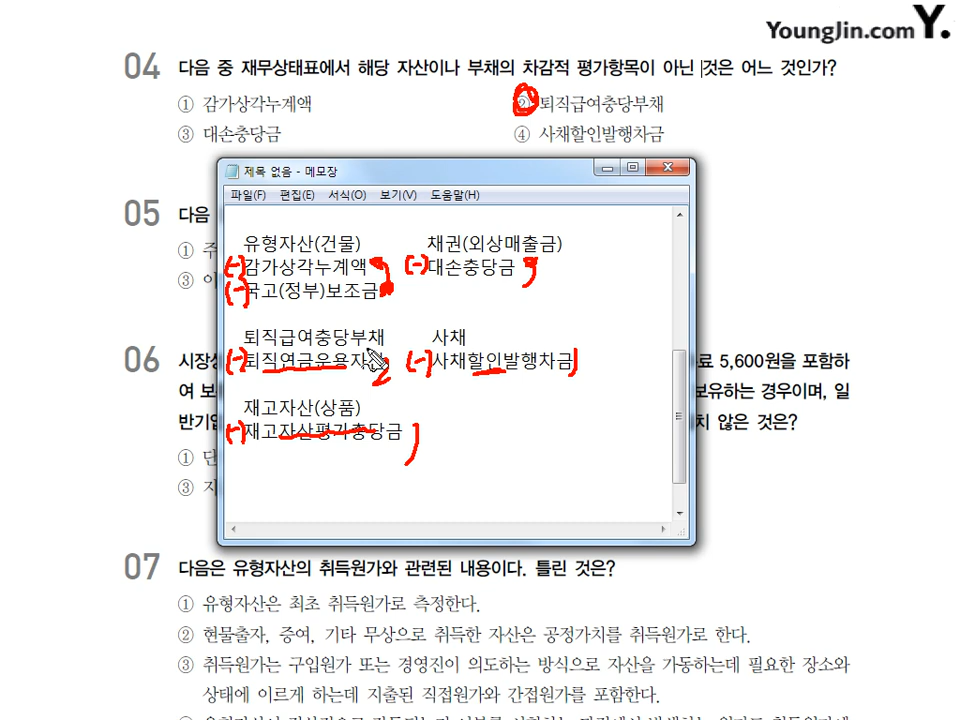 YoungJin.com Y.
04 다음 중 재무상태표에서 해당 자산이나 부채의 차감적 평가항목이 아닌 것은 어느 것인가?
① 감가상각누계액 ② 퇴직급여충당부채
③ 대손충당금 ④ 사채할인발행차금
제목 없음 - 메모장
파일(F) 편집(E) 서식(O) 보기(V) 도움말(H)
05 다음
① 주
③ 이
유형자산(건물) 채권(외상매출금)
(-) 감가상각누계액 (-) 대손충당금
(-) 국고(정부)보조금
퇴직급여충당부채 사채
(-) 퇴직연금운용자산 (-) 사채할인발행차금
재고자산(상품)
(-) 재고자산평가충당금
06 시장성 료 5,600원을 포함하
여 보 보유하는 경우이며, 일
반기업 지 않은 것은?
① 단
③ 지
07 다음은 유형자산의 취득원가와 관련된 내용이다. 틀린 것은?
① 유형자산은 최초 취득원가로 측정한다.
② 현물출자, 증여, 기타 무상으로 취득한 자산은 공정가치를 취득원가로 한다.
③ 취득원가는 구입원가 또는 경영진이 의도하는 방식으로 자산을 가동하는데 필요한 장소와
상태에 이르게 하는데 지출된 직접원가와 간접원가를 포함한다.